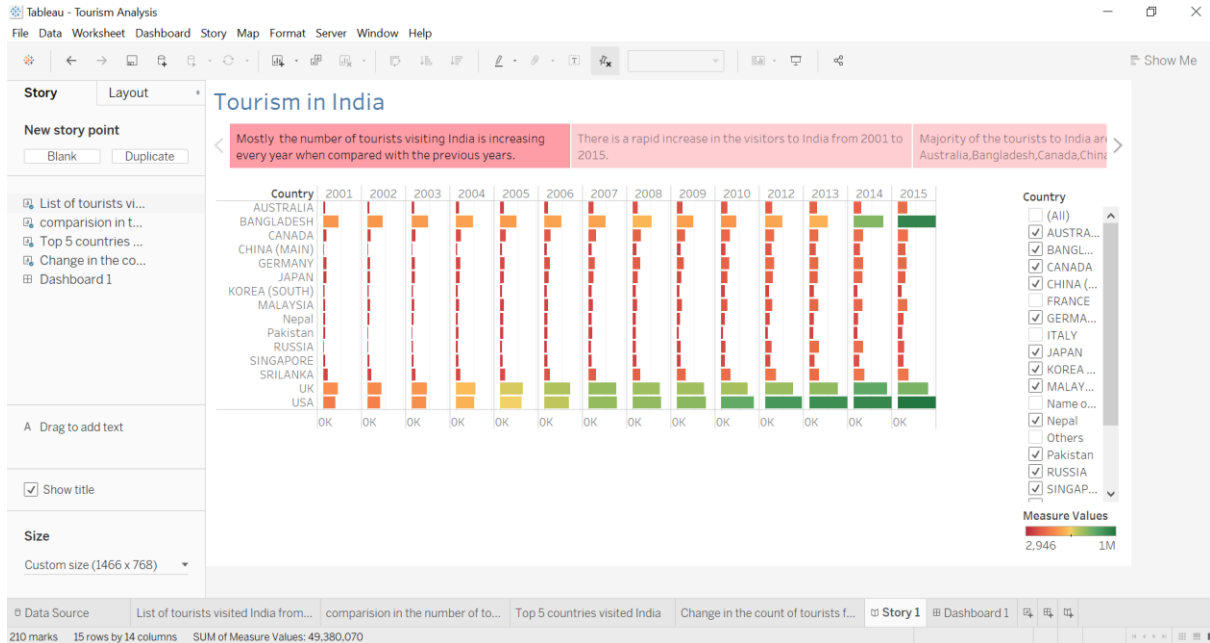 Tableau - Tourism Analysis
File Data Worksheet Dashboard Story Map Format Server Window Help
Show Me
Story Layout
Tourism in India
New story point
Blank Duplicate
Mostly the number of tourists visiting India is increasing
every year when compared with the previous years.
There is a rapid increase in the visitors to India from 2001 to
2015.
Majority of the tourists to India are
Australia,Bangladesh,Canada,China
List of tourists vi...
comparision in t...
Top 5 countries ...
Change in the co...
Dashboard 1
Country 2001 2002 2003 2004 2005 2006 2007 2008 2009 2010 2012 2013 2014 2015
AUSTRALIA
BANGLADESH
CANADA
CHINA (MAIN)
GERMANY
JAPAN
KOREA (SOUTH)
MALAYSIA
Nepal
Pakistan
RUSSIA
SINGAPORE
SRILANKA
UK
USA
0K 0K 0K 0K 0K 0K 0K 0K 0K 0K 0K 0K 0K 0K
Country
(All)
AUSTRA...
BANGL...
CANADA
CHINA (...
FRANCE
GERMA...
ITALY
JAPAN
KOREA ...
MALAY...
Name o...
Nepal
Others
Pakistan
RUSSIA
SINGAP...
Measure Values
2,946 1M
A Drag to add text
Show title
Size
Custom size (1466 x 768)
Data Source List of tourists visited India from... comparision in the number of to... Top 5 countries visited India Change in the count of tourists f... Story 1 Dashboard 1
210 marks 15 rows by 14 columns SUM of Measure Values: 49,380,070